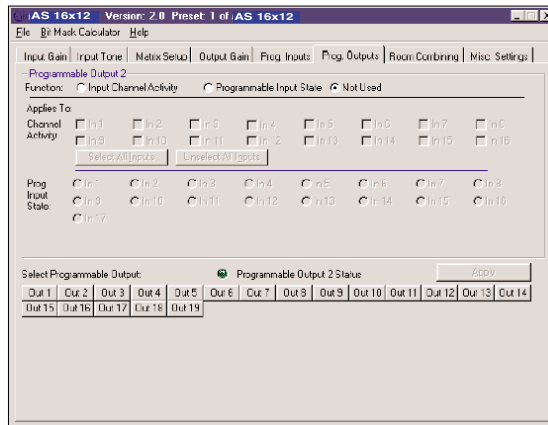 AS 16x12 Version: 2.0 Preset: 1 of iAS 16x12
File Bit Mask Calculator Help
Input Gain Input Tone Matrix Setup Output Gain Prog. Inputs Prog. Outputs Room Combining Misc. Settings
Programmable Output 2
Function: Input Channel Activity Programmable Input State Not Used
Applies To:
Channel Activity In 1 In 2 In 3 In 4 In 5 In 6 In 7 In 8
In 9 In 10 In 11 In 12 In 13 In 14 In 15 In 16
Select All Inputs Unselect All Inputs
Prog Input State: In 1 In 2 In 3 In 4 In 5 In 6 In 7 In 8
In 9 In 10 In 11 In 12 In 13 In 14 In 15 In 16
In 17
Select Programmable Output: Programmable Output 2 Status Apply
Out 1 Out 2 Out 3 Out 4 Out 5 Out 6 Out 7 Out 8 Out 9 Out 10 Out 11 Out 12 Out 13 Out 14
Out 15 Out 16 Out 17 Out 18 Out 19